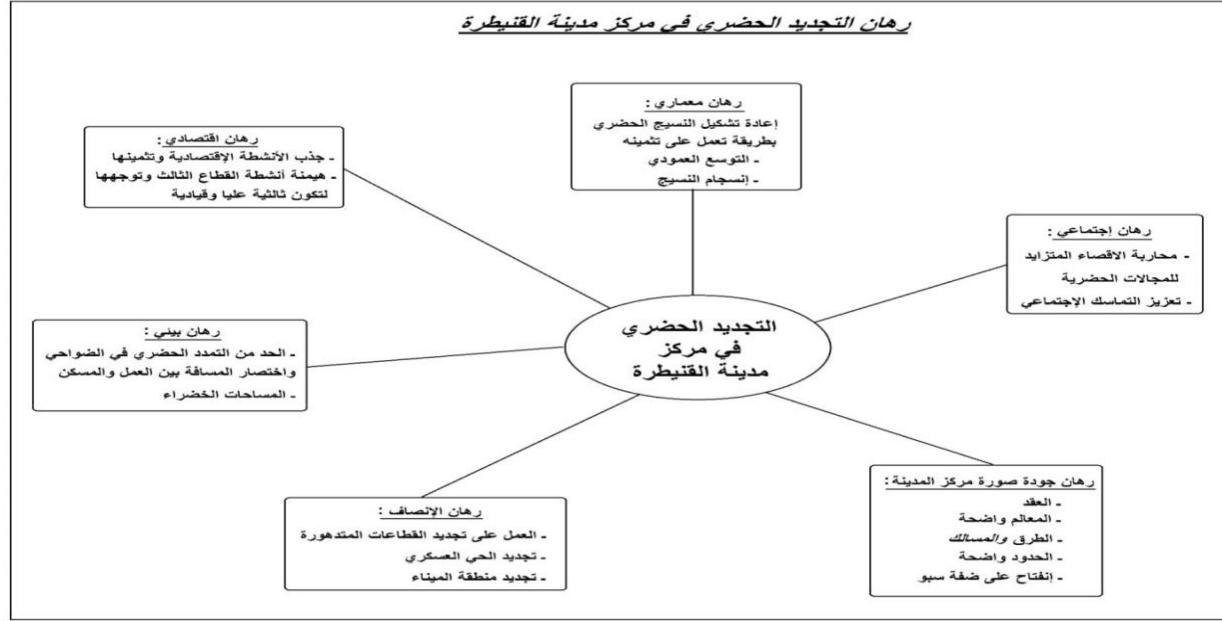 رهان التجديد الحضري في مركز مدينة القنيطرة
رهان معماري :
إعادة تشكيل النسيج الحضري
بطريقة تعمل على تثمينه
- التوسع العمودي
- إنسجام النسيج
رهان اقتصادي :
- جذب الأنشطة الإقتصادية وتثمينها
- هيمنة أنشطة القطاع الثالث وتوجهها
لتكون ثالثية عليا وقيادية
رهان إجتماعي :
- محاربة الاقصاء المتزايد
للمجالات الحضرية
- تعزيز التماسك الإجتماعي
التجديد الحضري
في مركز
مدينة القنيطرة
رهان بيئي :
- الحد من التمدد الحضري في الضواحي
واختصار المسافة بين العمل والمسكن
- المساحات الخضراء
رهان جودة صورة مركز المدينة :
- العقد
- المعالم واضحة
- الطرق والمسالك
- الحدود واضحة
- إنفتاح على ضفة سبو
رهان الإنصاف :
- العمل على تجديد القطاعات المتدهورة
- تجديد الحي العسكري
- تجديد منطقة الميناء